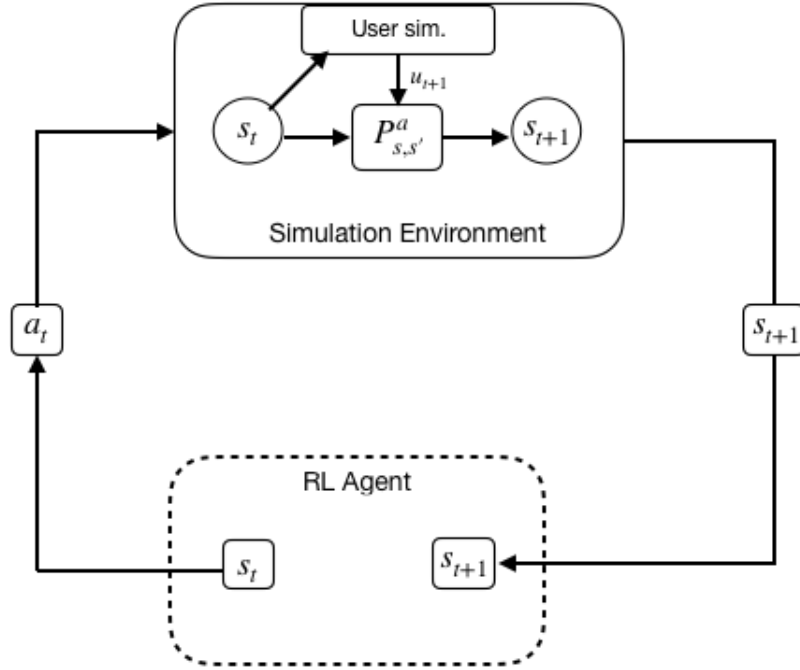 User sim.
u_{t+1}
s_t
P^a_{s,s'}
s_{t+1}
Simulation Environment
a_t
s_{t+1}
RL Agent
s_t
s_{t+1}